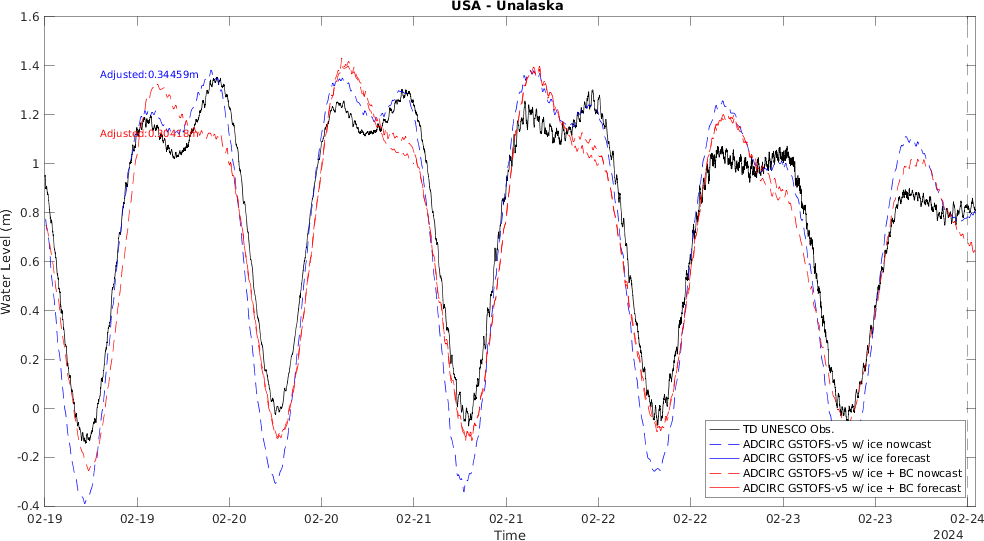 USA - Unalaska
1.6
1.4
1.2
1
0.8
0.6
0.4
0.2
0
-0.2
-0.4
Water Level (m)
Adjusted:0.34459m
02-19
02-19
02-20
02-20
02-21
02-21
02-22
02-22
02-23
02-23
02-24
Time
2024
TD UNESCO Obs.
ADCIRC GSTOFS-v5 w/ ice nowcast
ADCIRC GSTOFS-v5 w/ ice forecast
ADCIRC GSTOFS-v5 w/ ice + BC nowcast
ADCIRC GSTOFS-v5 w/ ice + BC forecast